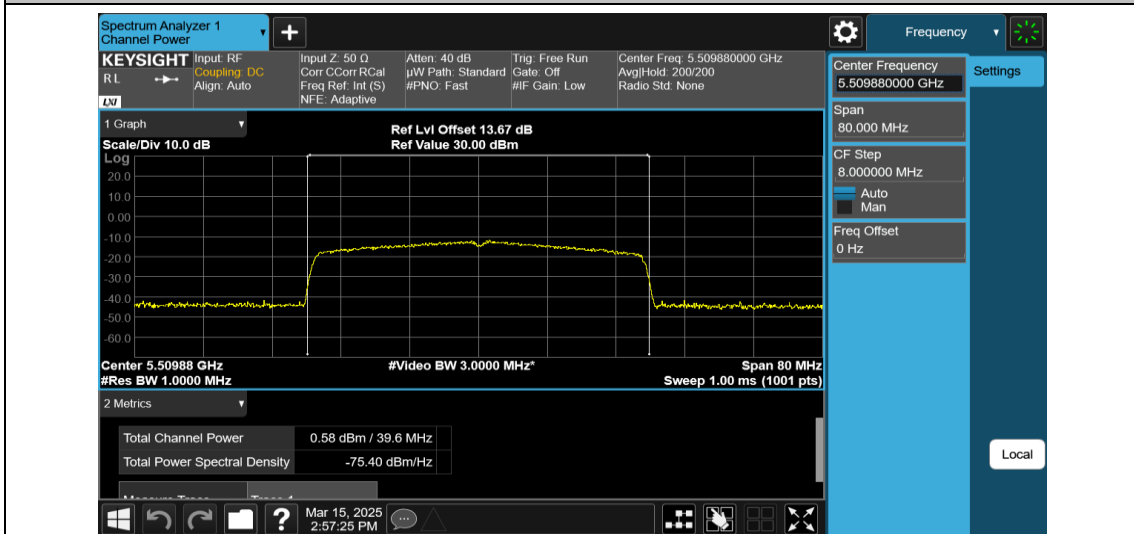 Spectrum Analyzer 1
Channel Power
Frequency
KEYSIGHT
R L
LXI
Input: RF
Coupling: DC
Align: Auto
Input Z: 50 Ω
Corr CCorr RCal
Freq Ref: Int (S)
NFE: Adaptive
Atten: 40 dB
µW Path: Standard
#PNO: Fast
Trig: Free Run
Gate: Off
#IF Gain: Low
Center Freq: 5.509880000 GHz
Avg|Hold: 200/200
Radio Std: None
Center Frequency
5.509880000 GHz
Settings
Span
80.000 MHz
CF Step
8.000000 MHz
Auto
Man
Freq Offset
0 Hz
Local
1 Graph
Scale/Div 10.0 dB
Ref Lvl Offset 13.67 dB
Ref Value 30.00 dBm
Log
20.0
10.0
0.00
-10.0
-20.0
-30.0
-40.0
-50.0
-60.0
Center 5.50988 GHz
#Video BW 3.0000 MHz*
Span 80 MHz
#Res BW 1.0000 MHz
Sweep 1.00 ms (1001 pts)
2 Metrics
Total Channel Power 0.58 dBm / 39.6 MHz
Total Power Spectral Density -75.40 dBm/Hz
?
Mar 15, 2025
2:57:25 PM